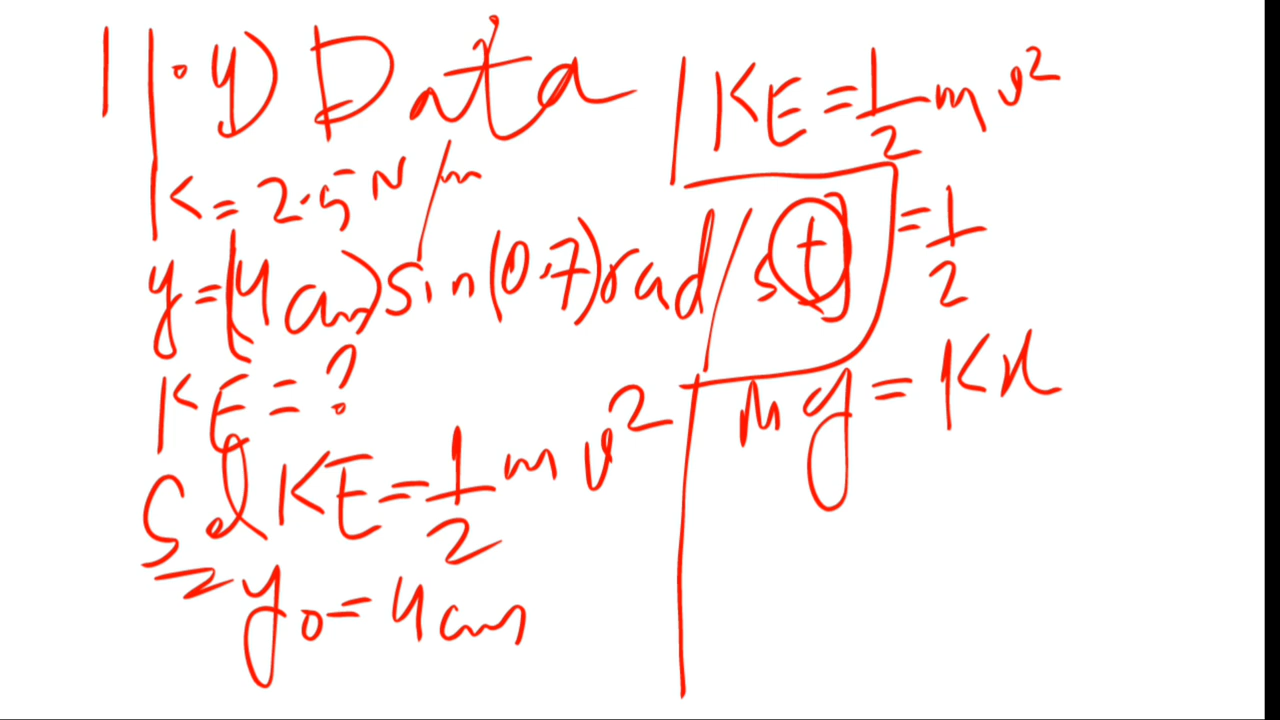 11.4) Data
K = 2.5 N/m
y = (4 cm) sin(0.7) rad/s t]
KE = ?
Sol KE = 1/2 m v²
y₀ = 4 cm
KE = 1/2 m v²
= 1/2
mg = Kx